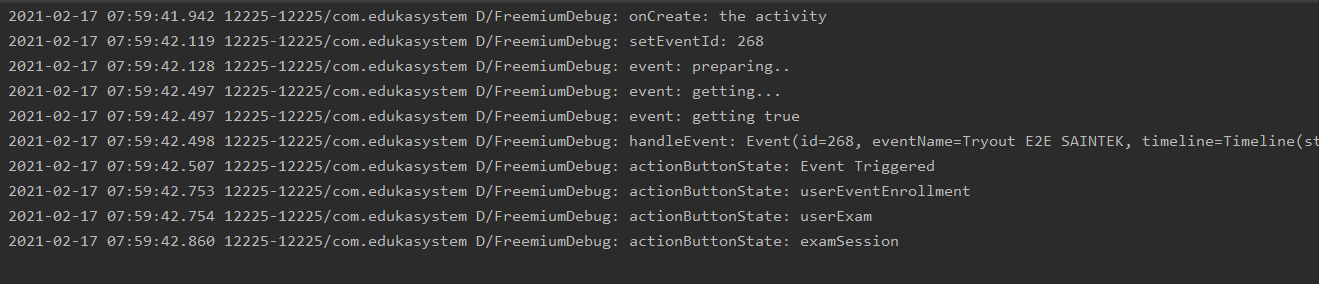 2021-02-17 07:59:41.942 12225-12225/com.edukasystem D/FreemiumDebug: onCreate: the activity
2021-02-17 07:59:42.119 12225-12225/com.edukasystem D/FreemiumDebug: setEventId: 268
2021-02-17 07:59:42.128 12225-12225/com.edukasystem D/FreemiumDebug: event: preparing..
2021-02-17 07:59:42.497 12225-12225/com.edukasystem D/FreemiumDebug: event: getting...
2021-02-17 07:59:42.497 12225-12225/com.edukasystem D/FreemiumDebug: event: getting true
2021-02-17 07:59:42.498 12225-12225/com.edukasystem D/FreemiumDebug: handleEvent: Event(id=268, eventName=Tryout E2E SAINTEK, timeline=Timeline(st
2021-02-17 07:59:42.507 12225-12225/com.edukasystem D/FreemiumDebug: actionButtonState: Event Triggered
2021-02-17 07:59:42.753 12225-12225/com.edukasystem D/FreemiumDebug: actionButtonState: userEventEnrollment
2021-02-17 07:59:42.754 12225-12225/com.edukasystem D/FreemiumDebug: actionButtonState: userExam
2021-02-17 07:59:42.860 12225-12225/com.edukasystem D/FreemiumDebug: actionButtonState: examSession